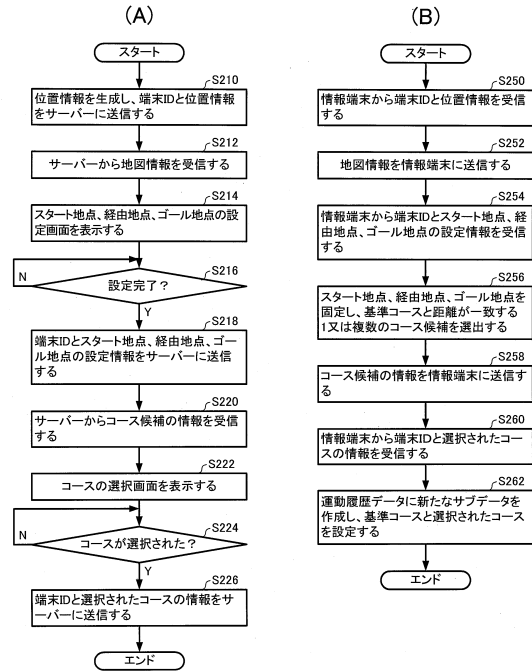 (A)
スタート
S210
位置情報を生成し、端末IDと位置情報
をサーバーに送信する
S212
サーバーから地図情報を受信する
S214
スタート地点、経由地点、ゴール地点の設
定画面を表示する
S216
設定完了？
N
Y
S218
端末IDとスタート地点、経由地点、ゴー
ル地点の設定情報をサーバーに送信
する
S220
サーバーからコース候補の情報を受信
する
S222
コースの選択画面を表示する
S224
コースが選択された？
N
Y
S226
端末IDと選択されたコースの情報をサ
ーバーに送信する
エンド
(B)
スタート
S250
情報端末から端末IDと位置情報を受信
する
S252
地図情報を情報端末に送信する
S254
情報端末から端末IDとスタート地点、経
由地点、ゴール地点の設定情報を受信
する
S256
スタート地点、経由地点、ゴール地点を
固定し、基準コースと距離が一致する
1又は複数のコース候補を選出する
S258
コース候補の情報を情報端末に送信す
る
S260
情報端末から端末IDと選択されたコー
スの情報を受信する
S262
運動履歴データに新たなサブデータを
作成し、基準コースと選択されたコース
を設定する
エンド